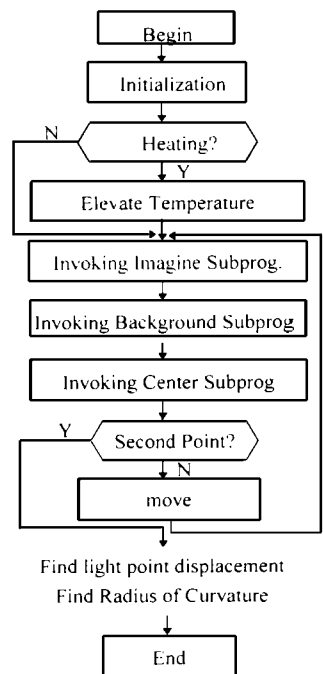 Begin
Initialization
N
Heating?
Y
Elevate Temperature
Invoking Imagine Subprog.
Invoking Background Subprog
Invoking Center Subprog
Y
Second Point?
N
move
Find light point displacement
Find Radius of Curvature
End